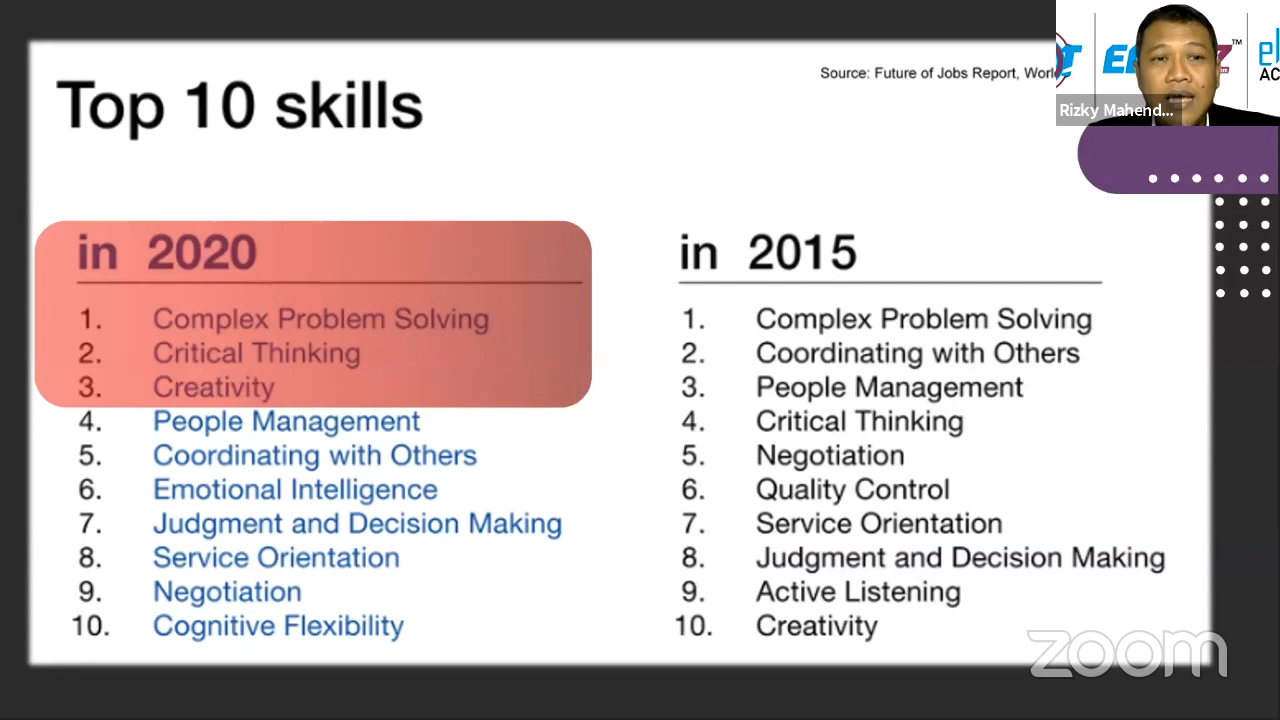 Top 10 skills
Source: Future of Jobs Report, Worl
Rizky Mahend...
in 2020
1. Complex Problem Solving
2. Critical Thinking
3. Creativity
4. People Management
5. Coordinating with Others
6. Emotional Intelligence
7. Judgment and Decision Making
8. Service Orientation
9. Negotiation
10. Cognitive Flexibility
in 2015
1. Complex Problem Solving
2. Coordinating with Others
3. People Management
4. Critical Thinking
5. Negotiation
6. Quality Control
7. Service Orientation
8. Judgment and Decision Making
9. Active Listening
10. Creativity
zoom